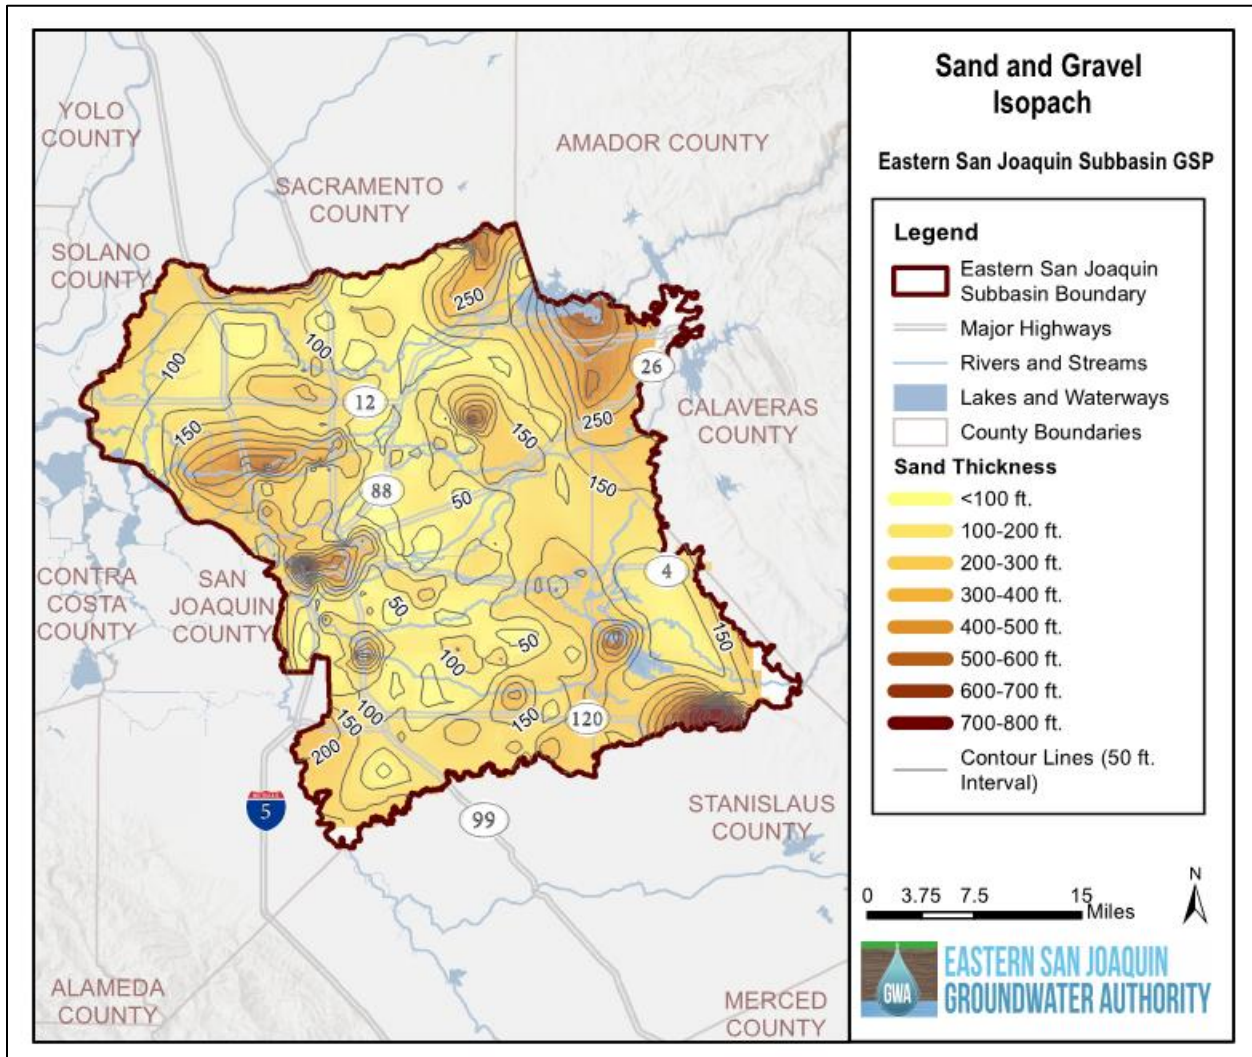 YOLO
COUNTY
AMADOR COUNTY
SACRAMENTO
COUNTY
SOLANO
COUNTY
250
100
100
26
12
CALAVERAS
COUNTY
250
150
150
88
150
50
4
CONTRA
COSTA
COUNTY
SAN
JOAQUIN
COUNTY
50
50
150
100
100
150
150
120
200
INTERSTATE
5
99
STANISLAUS
COUNTY
ALAMEDA
COUNTY
MERCED
COUNTY
Sand and Gravel
Isopach
Eastern San Joaquin Subbasin GSP
Legend
Eastern San Joaquin
Subbasin Boundary
Major Highways
Rivers and Streams
Lakes and Waterways
County Boundaries
Sand Thickness
<100 ft.
100-200 ft.
200-300 ft.
300-400 ft.
400-500 ft.
500-600 ft.
600-700 ft.
700-800 ft.
Contour Lines (50 ft.
Interval)
N
0 3.75 7.5 15
Miles
GWA
EASTERN SAN JOAQUIN
GROUNDWATER AUTHORITY